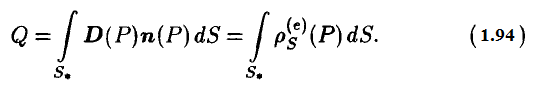 Q = ∫_{S_*} D(P)n(P) dS = ∫_{S_*} ρ_S^{(e)}(P) dS. (1.94)